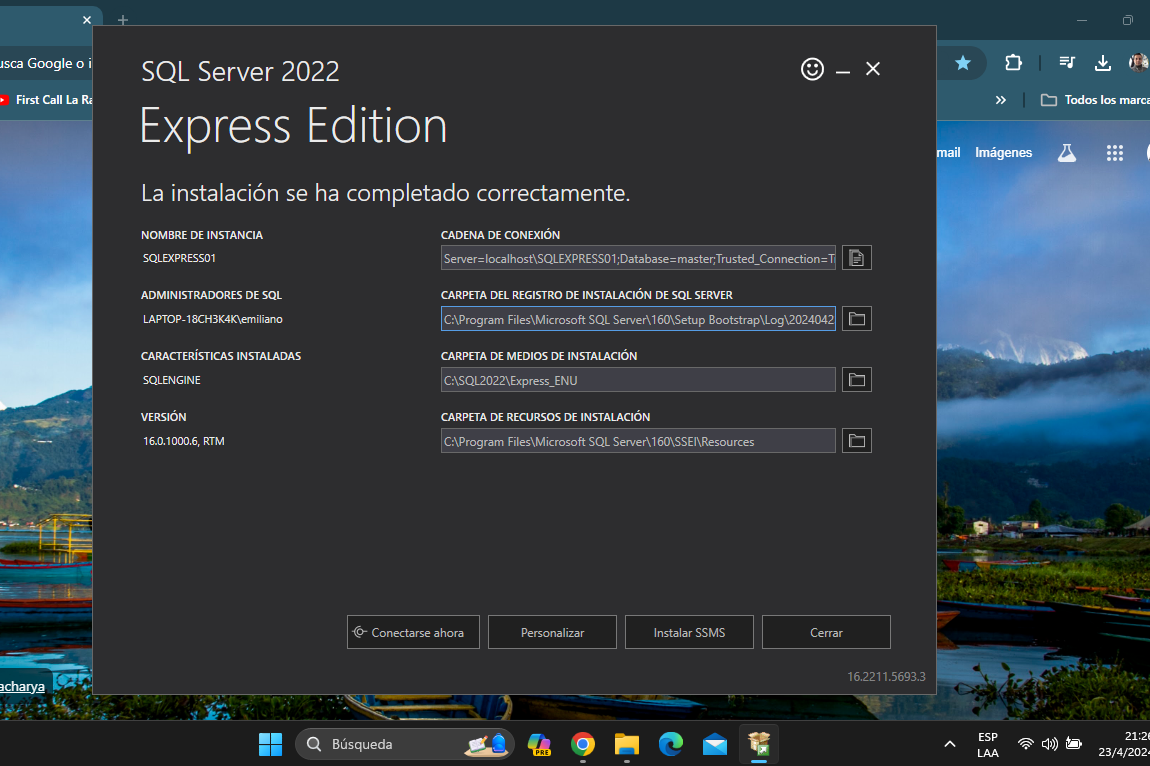 usca Google o i
First Call La Ra
Todos los marca
mail
Imágenes
SQL Server 2022
Express Edition
La instalación se ha completado correctamente.
NOMBRE DE INSTANCIA
SQLEXPRESS01
CADENA DE CONEXIÓN
Server=localhost\SQLEXPRESS01;Database=master;Trusted_Connection=T
ADMINISTRADORES DE SQL
LAPTOP-18CH3K4K\emiliano
CARPETA DEL REGISTRO DE INSTALACIÓN DE SQL SERVER
C:\Program Files\Microsoft SQL Server\160\Setup Bootstrap\Log\2024042
CARACTERÍSTICAS INSTALADAS
SQLENGINE
CARPETA DE MEDIOS DE INSTALACIÓN
C:\SQL2022\Express_ENU
VERSIÓN
16.0.1000.6, RTM
CARPETA DE RECURSOS DE INSTALACIÓN
C:\Program Files\Microsoft SQL Server\160\SSEI\Resources
Conectarse ahora
Personalizar
Instalar SSMS
Cerrar
16.2211.5693.3
acharya
Búsqueda
PRE
ESP
LAA
21:26
23/4/2024